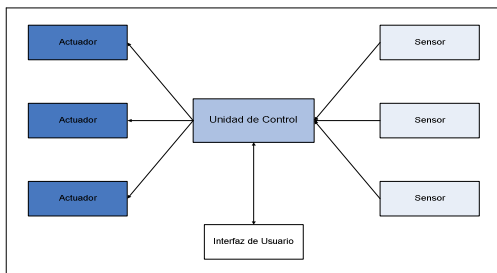 Actuador
Sensor
Actuador
Unidad de Control
Sensor
Actuador
Sensor
Interfaz de Usuario